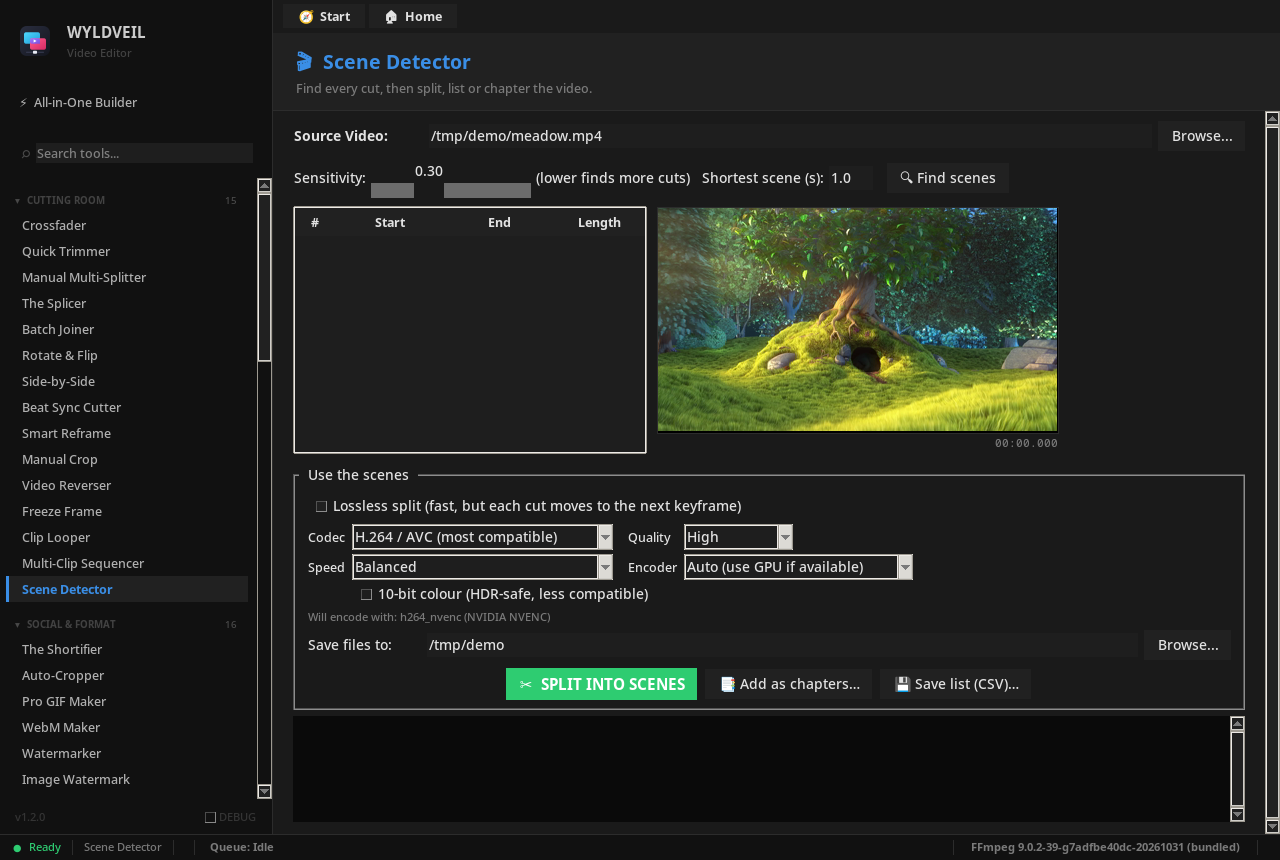 WYLDVEIL
Video Editor
⚡ All-in-One Builder
Search tools...
▾ CUTTING ROOM 15
Crossfader
Quick Trimmer
Manual Multi-Splitter
The Splicer
Batch Joiner
Rotate & Flip
Side-by-Side
Beat Sync Cutter
Smart Reframe
Manual Crop
Video Reverser
Freeze Frame
Clip Looper
Multi-Clip Sequencer
Scene Detector
▾ SOCIAL & FORMAT 16
The Shortifier
Auto-Cropper
Pro GIF Maker
WebM Maker
Watermarker
Image Watermark
v1.2.0 DEBUG
🧭 Start 🏠 Home
🎬 Scene Detector
Find every cut, then split, list or chapter the video.
Source Video: /tmp/demo/meadow.mp4 Browse...
Sensitivity: 0.30 (lower finds more cuts) Shortest scene (s): 1.0 🔍 Find scenes
# Start End Length
00:00.000
Use the scenes
Lossless split (fast, but each cut moves to the next keyframe)
Codec H.264 / AVC (most compatible) Quality High
Speed Balanced Encoder Auto (use GPU if available)
10-bit colour (HDR-safe, less compatible)
Will encode with: h264_nvenc (NVIDIA NVENC)
Save files to: /tmp/demo Browse...
✂ SPLIT INTO SCENES 📑 Add as chapters... 💾 Save list (CSV)...
● Ready Scene Detector Queue: Idle FFmpeg 9.0.2-39-g7adfbe40dc-20261031 (bundled)